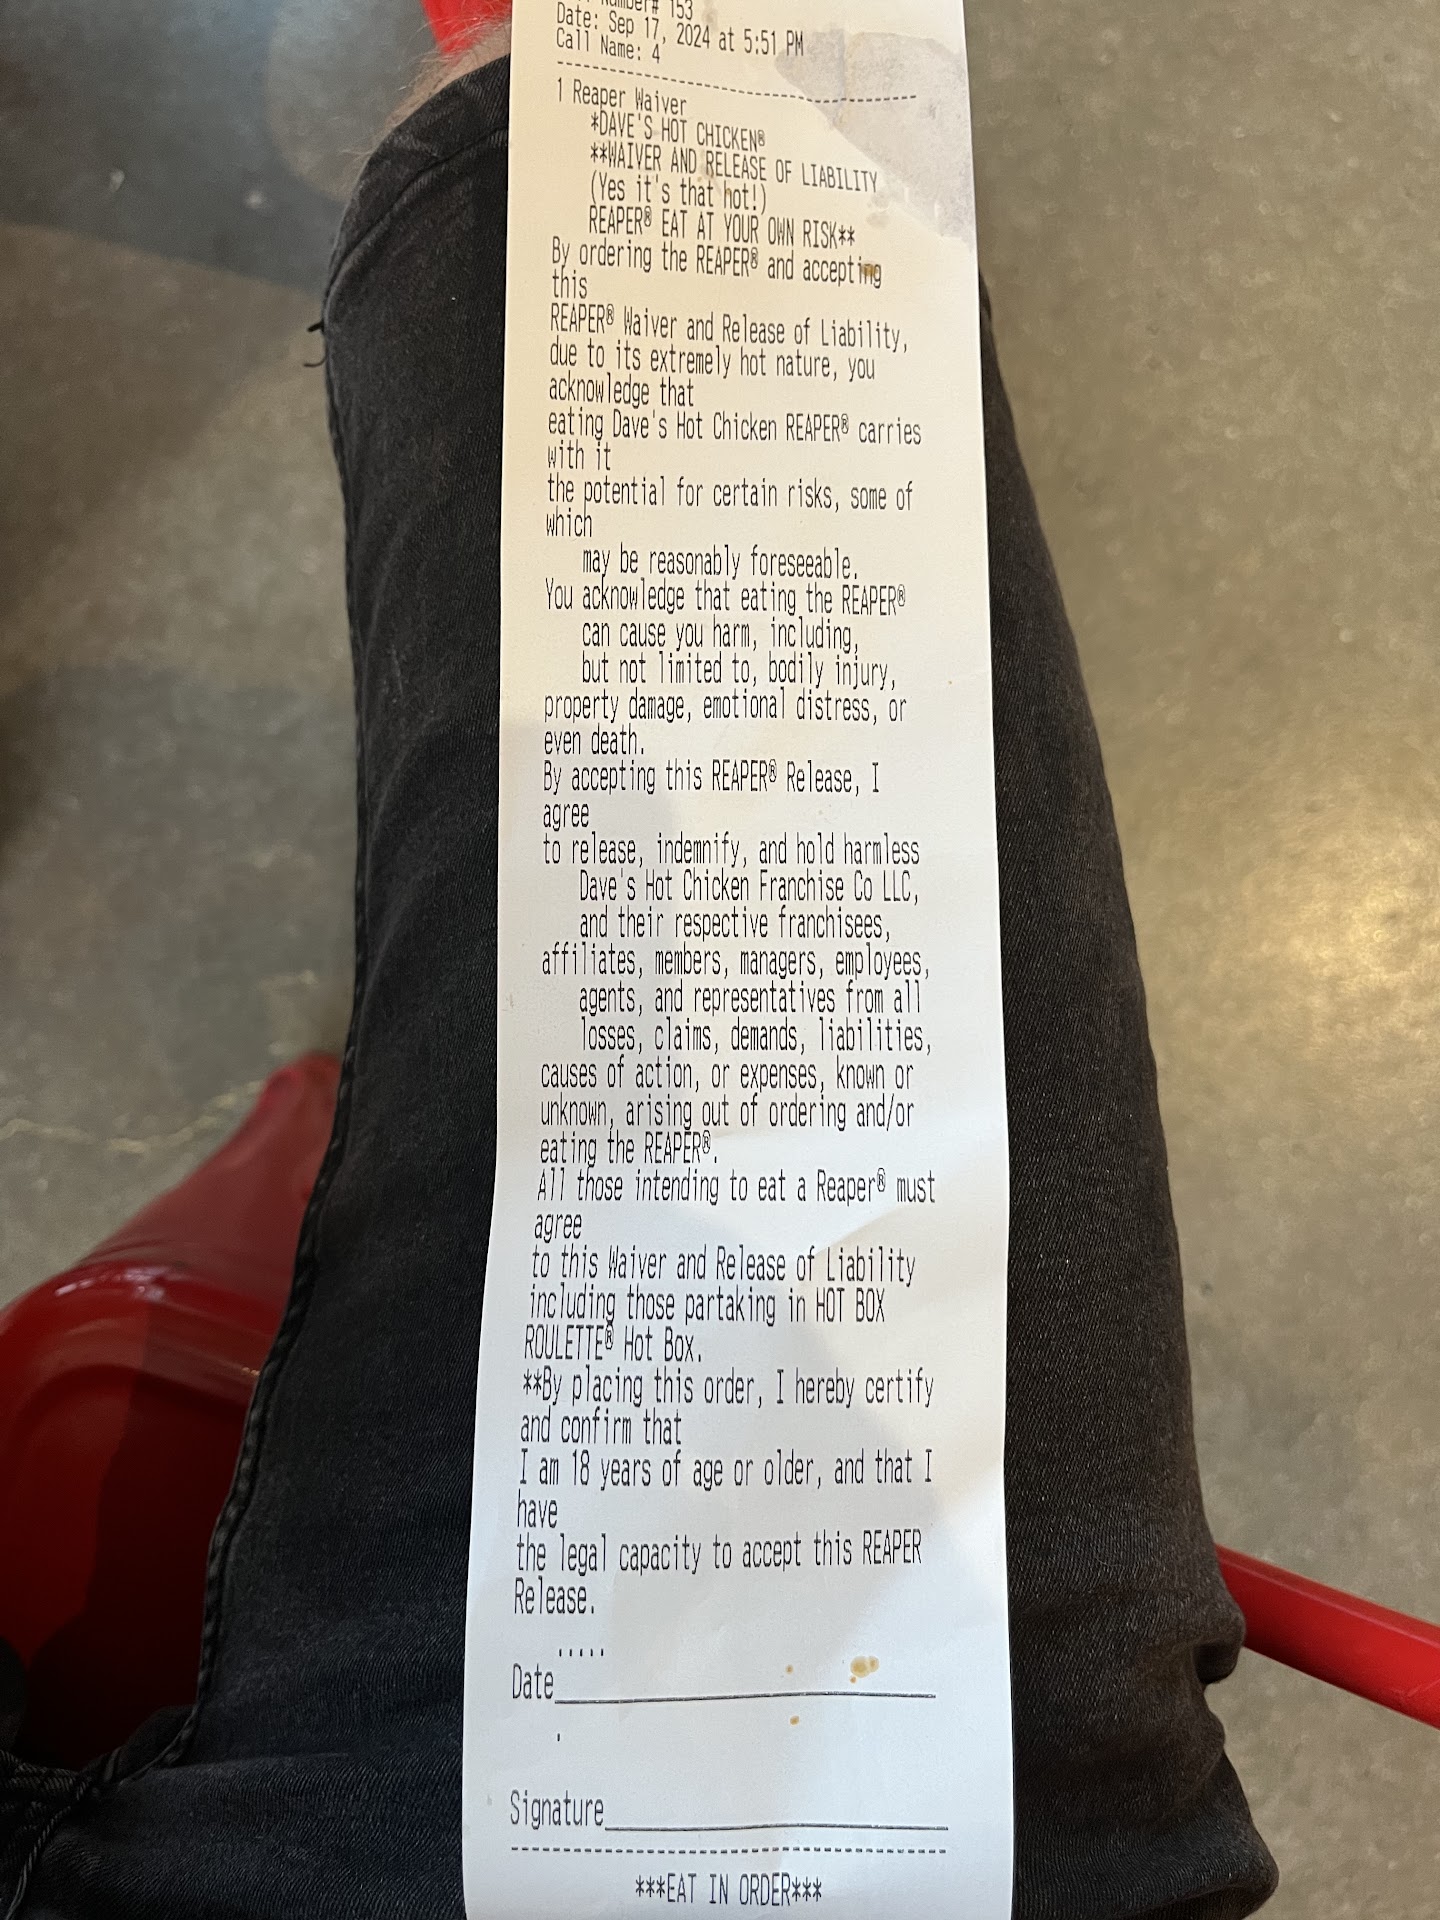 Number# 153
Date: Sep 17, 2024 at 5:51 PM
Call Name: 4
1 Reaper Waiver
*DAVE'S HOT CHICKEN®
**WAIVER AND RELEASE OF LIABILITY
(Yes it's that hot!)
REAPER® EAT AT YOUR OWN RISK**
By ordering the REAPER® and accepting
this
REAPER® Waiver and Release of Liability,
due to its extremely hot nature, you
acknowledge that
eating Dave's Hot Chicken REAPER® carries
with it
the potential for certain risks, some of
which
may be reasonably foreseeable.
You acknowledge that eating the REAPER®
can cause you harm, including,
but not limited to, bodily injury,
property damage, emotional distress, or
even death.
By accepting this REAPER® Release, I
agree
to release, indemnify, and hold harmless
Dave's Hot Chicken Franchise Co LLC,
and their respective franchisees,
affiliates, members, managers, employees,
agents, and representatives from all
losses, claims, demands, liabilities,
causes of action, or expenses, known or
unknown, arising out of ordering and/or
eating the REAPER®.
All those intending to eat a Reaper® must
agree
to this Waiver and Release of Liability
including those partaking in HOT BOX
ROULETTE® Hot Box.
**By placing this order, I hereby certify
and confirm that
I am 18 years of age or older, and that I
have
the legal capacity to accept this REAPER
Release.
.....
Date
.
Signature
***EAT IN ORDER***